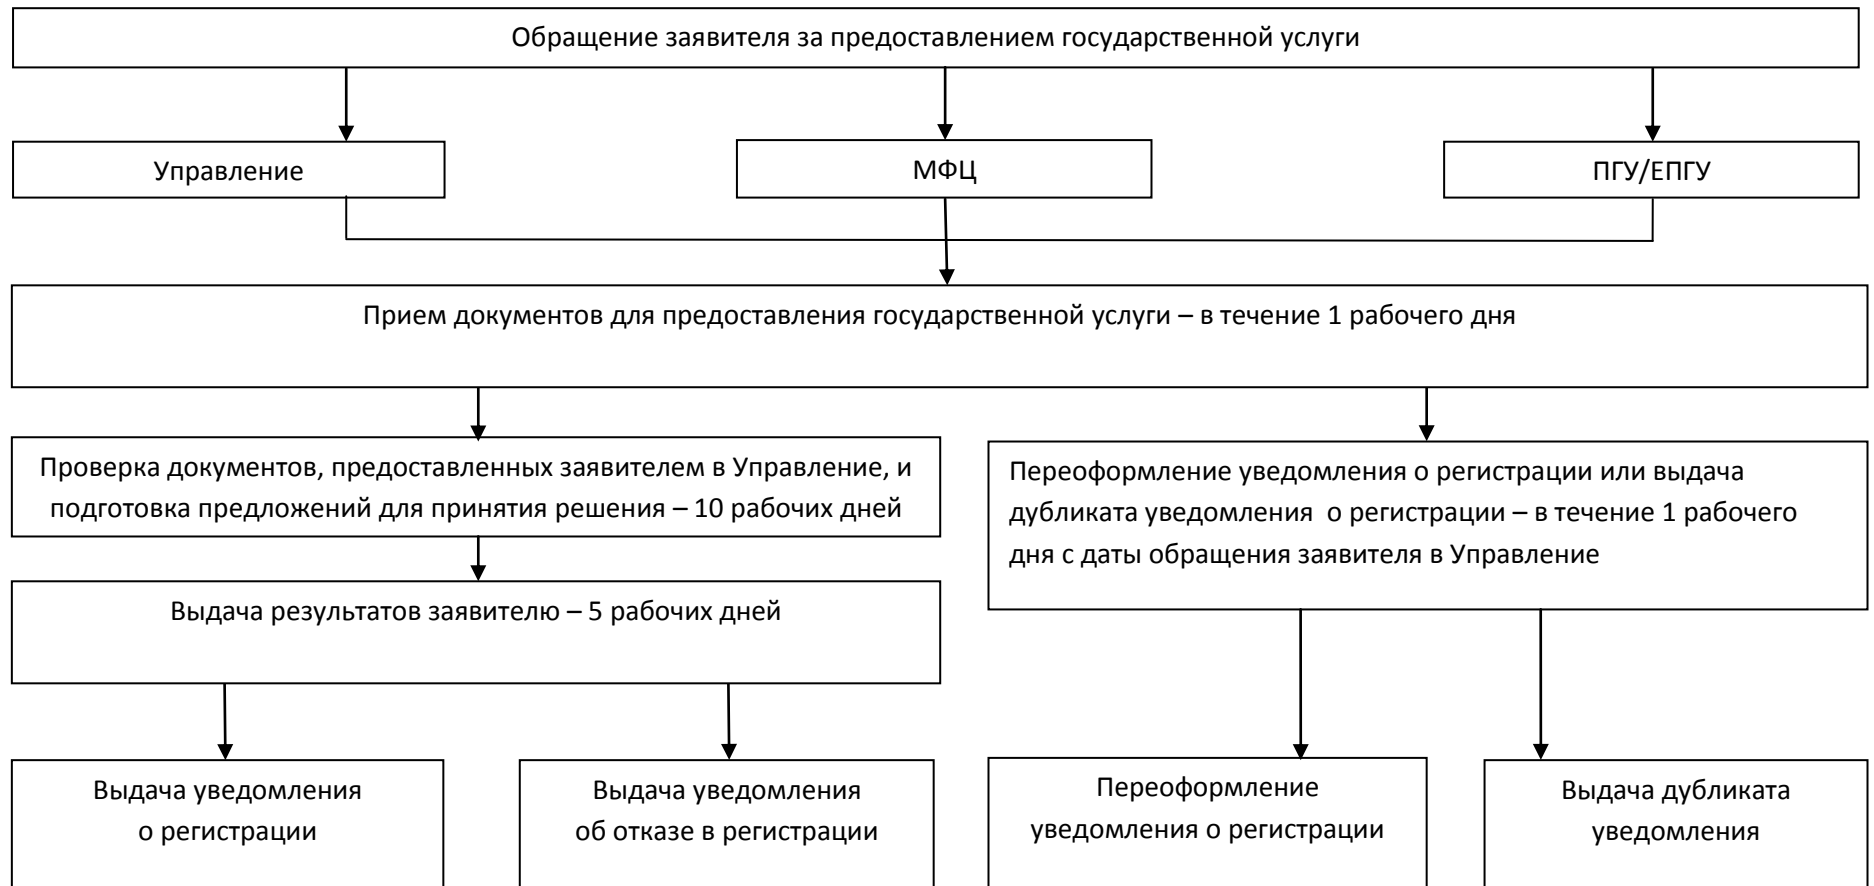 Обращение заявителя за предоставлением государственной услуги
Управление
МФЦ
ПГУ/ЕПГУ
Прием документов для предоставления государственной услуги – в течение 1 рабочего дня
Проверка документов, предоставленных заявителем в Управление, и
подготовка предложений для принятия решения – 10 рабочих дней
Выдача результатов заявителю – 5 рабочих дней
Переоформление уведомления о регистрации или выдача
дубликата уведомления о регистрации – в течение 1 рабочего
дня с даты обращения заявителя в Управление
Выдача уведомления
о регистрации
Выдача уведомления
об отказе в регистрации
Переоформление
уведомления о регистрации
Выдача дубликата
уведомления